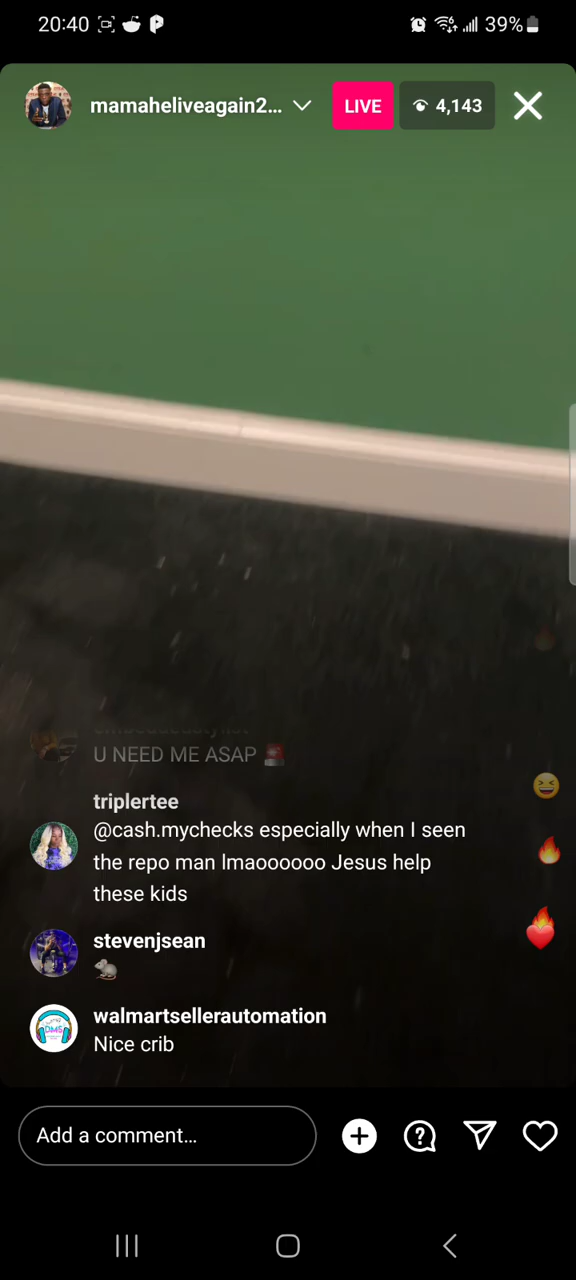 20:40
39%
mamaheliveagain2...
LIVE
4,143
U NEED ME ASAP 🚨
triplertee
@cash.mychecks especially when I seen
the repo man lmaoooooo Jesus help
these kids
stevenjsean
🐁
walmartsellerautomation
Nice crib
Add a comment...